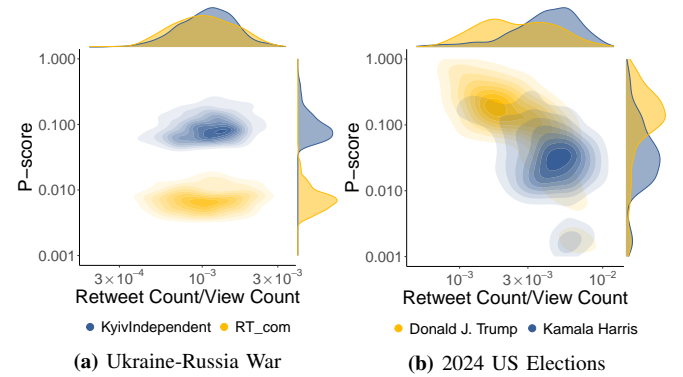 1.000
0.100
0.010
0.001
P−score
3×10−4
10−3
3×10−3
Retweet Count/View Count
KyivIndependent RT_com
(a) Ukraine-Russia War
1.000
0.100
0.010
0.001
P−score
10−3
3×10−3
10−2
Retweet Count/View Count
Donald J. Trump Kamala Harris
(b) 2024 US Elections